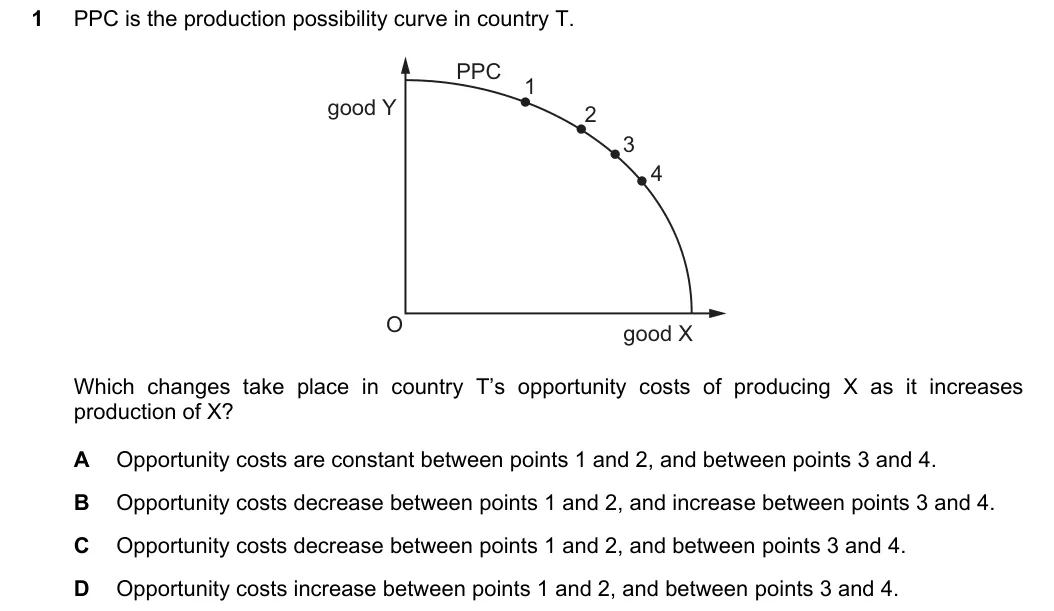 1 PPC is the production possibility curve in country T.
PPC
1
good Y
2
3
4
O
good X
Which changes take place in country T’s opportunity costs of producing X as it increases
production of X?
A Opportunity costs are constant between points 1 and 2, and between points 3 and 4.
B Opportunity costs decrease between points 1 and 2, and increase between points 3 and 4.
C Opportunity costs decrease between points 1 and 2, and between points 3 and 4.
D Opportunity costs increase between points 1 and 2, and between points 3 and 4.